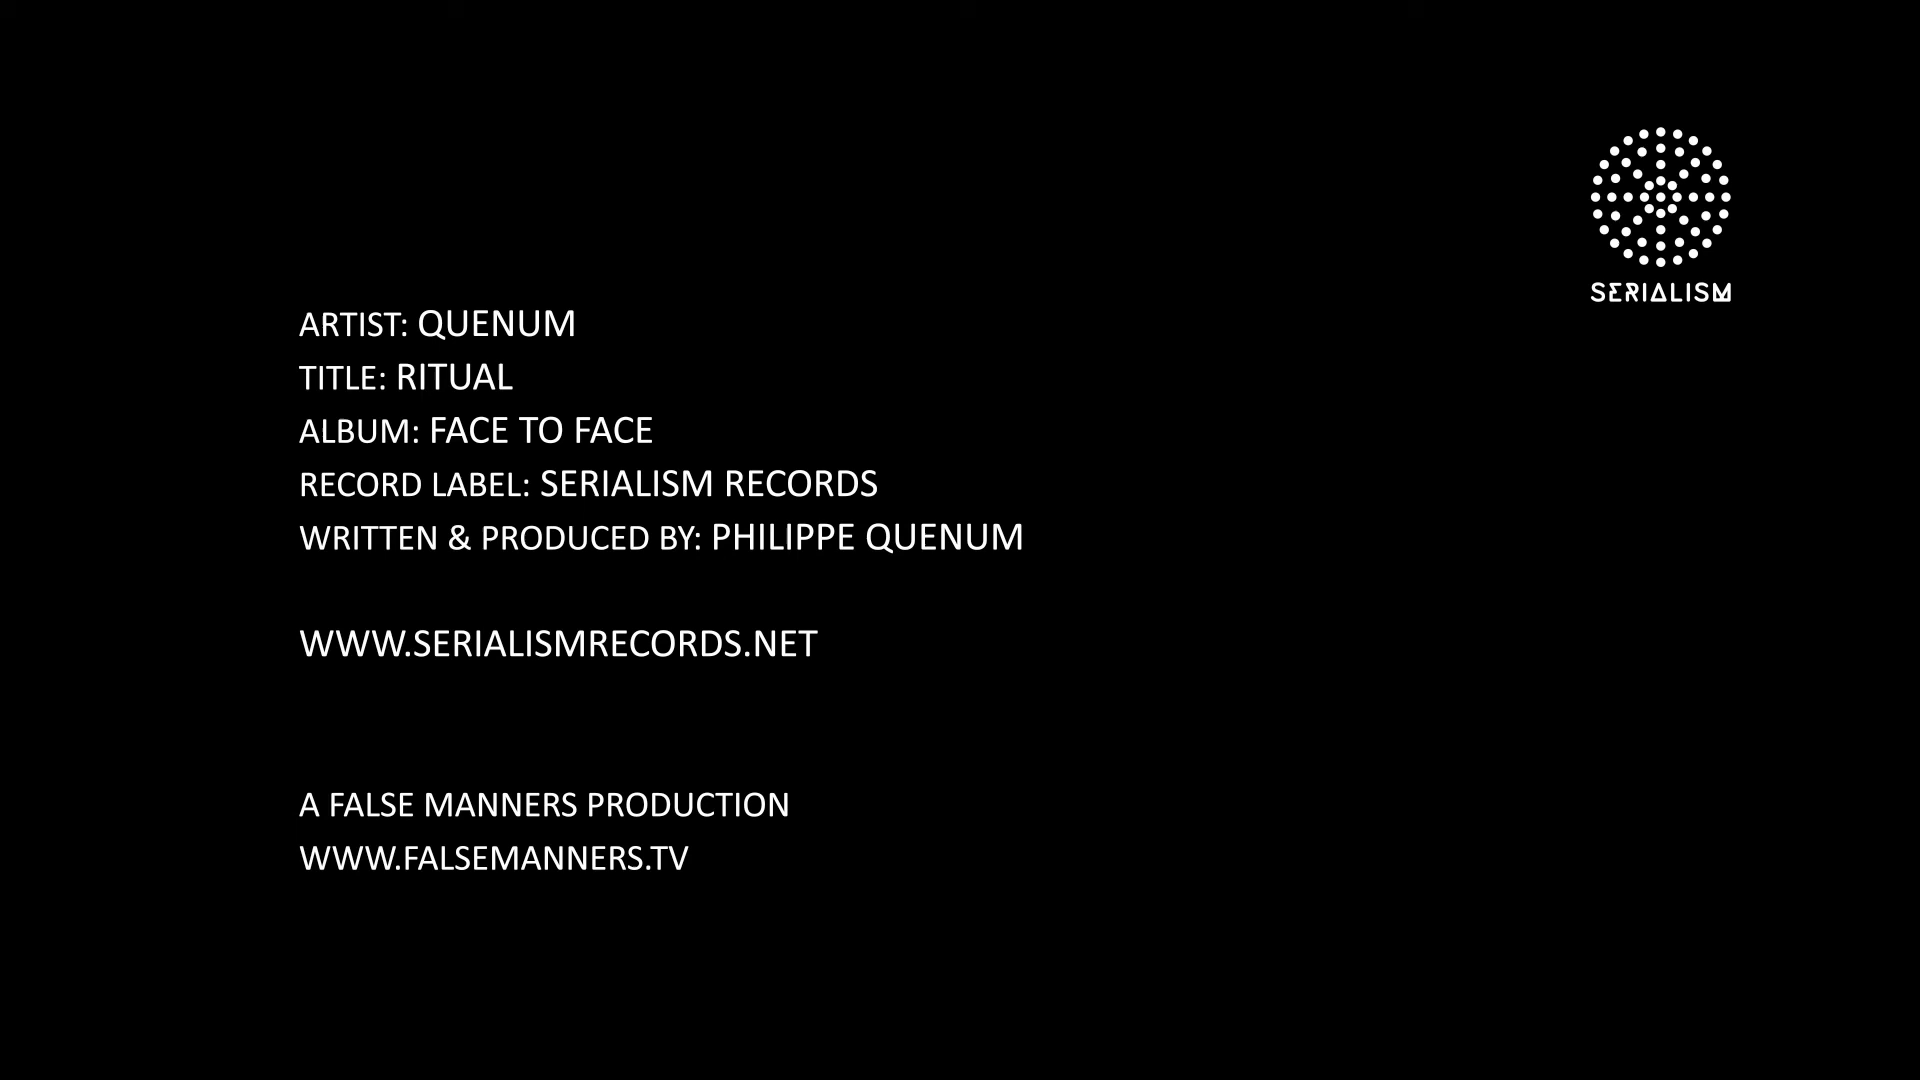 SERIALISM
ARTIST: QUENUM
TITLE: RITUAL
ALBUM: FACE TO FACE
RECORD LABEL: SERIALISM RECORDS
WRITTEN & PRODUCED BY: PHILIPPE QUENUM
WWW.SERIALISMRECORDS.NET
A FALSE MANNERS PRODUCTION
WWW.FALSEMANNERS.TV